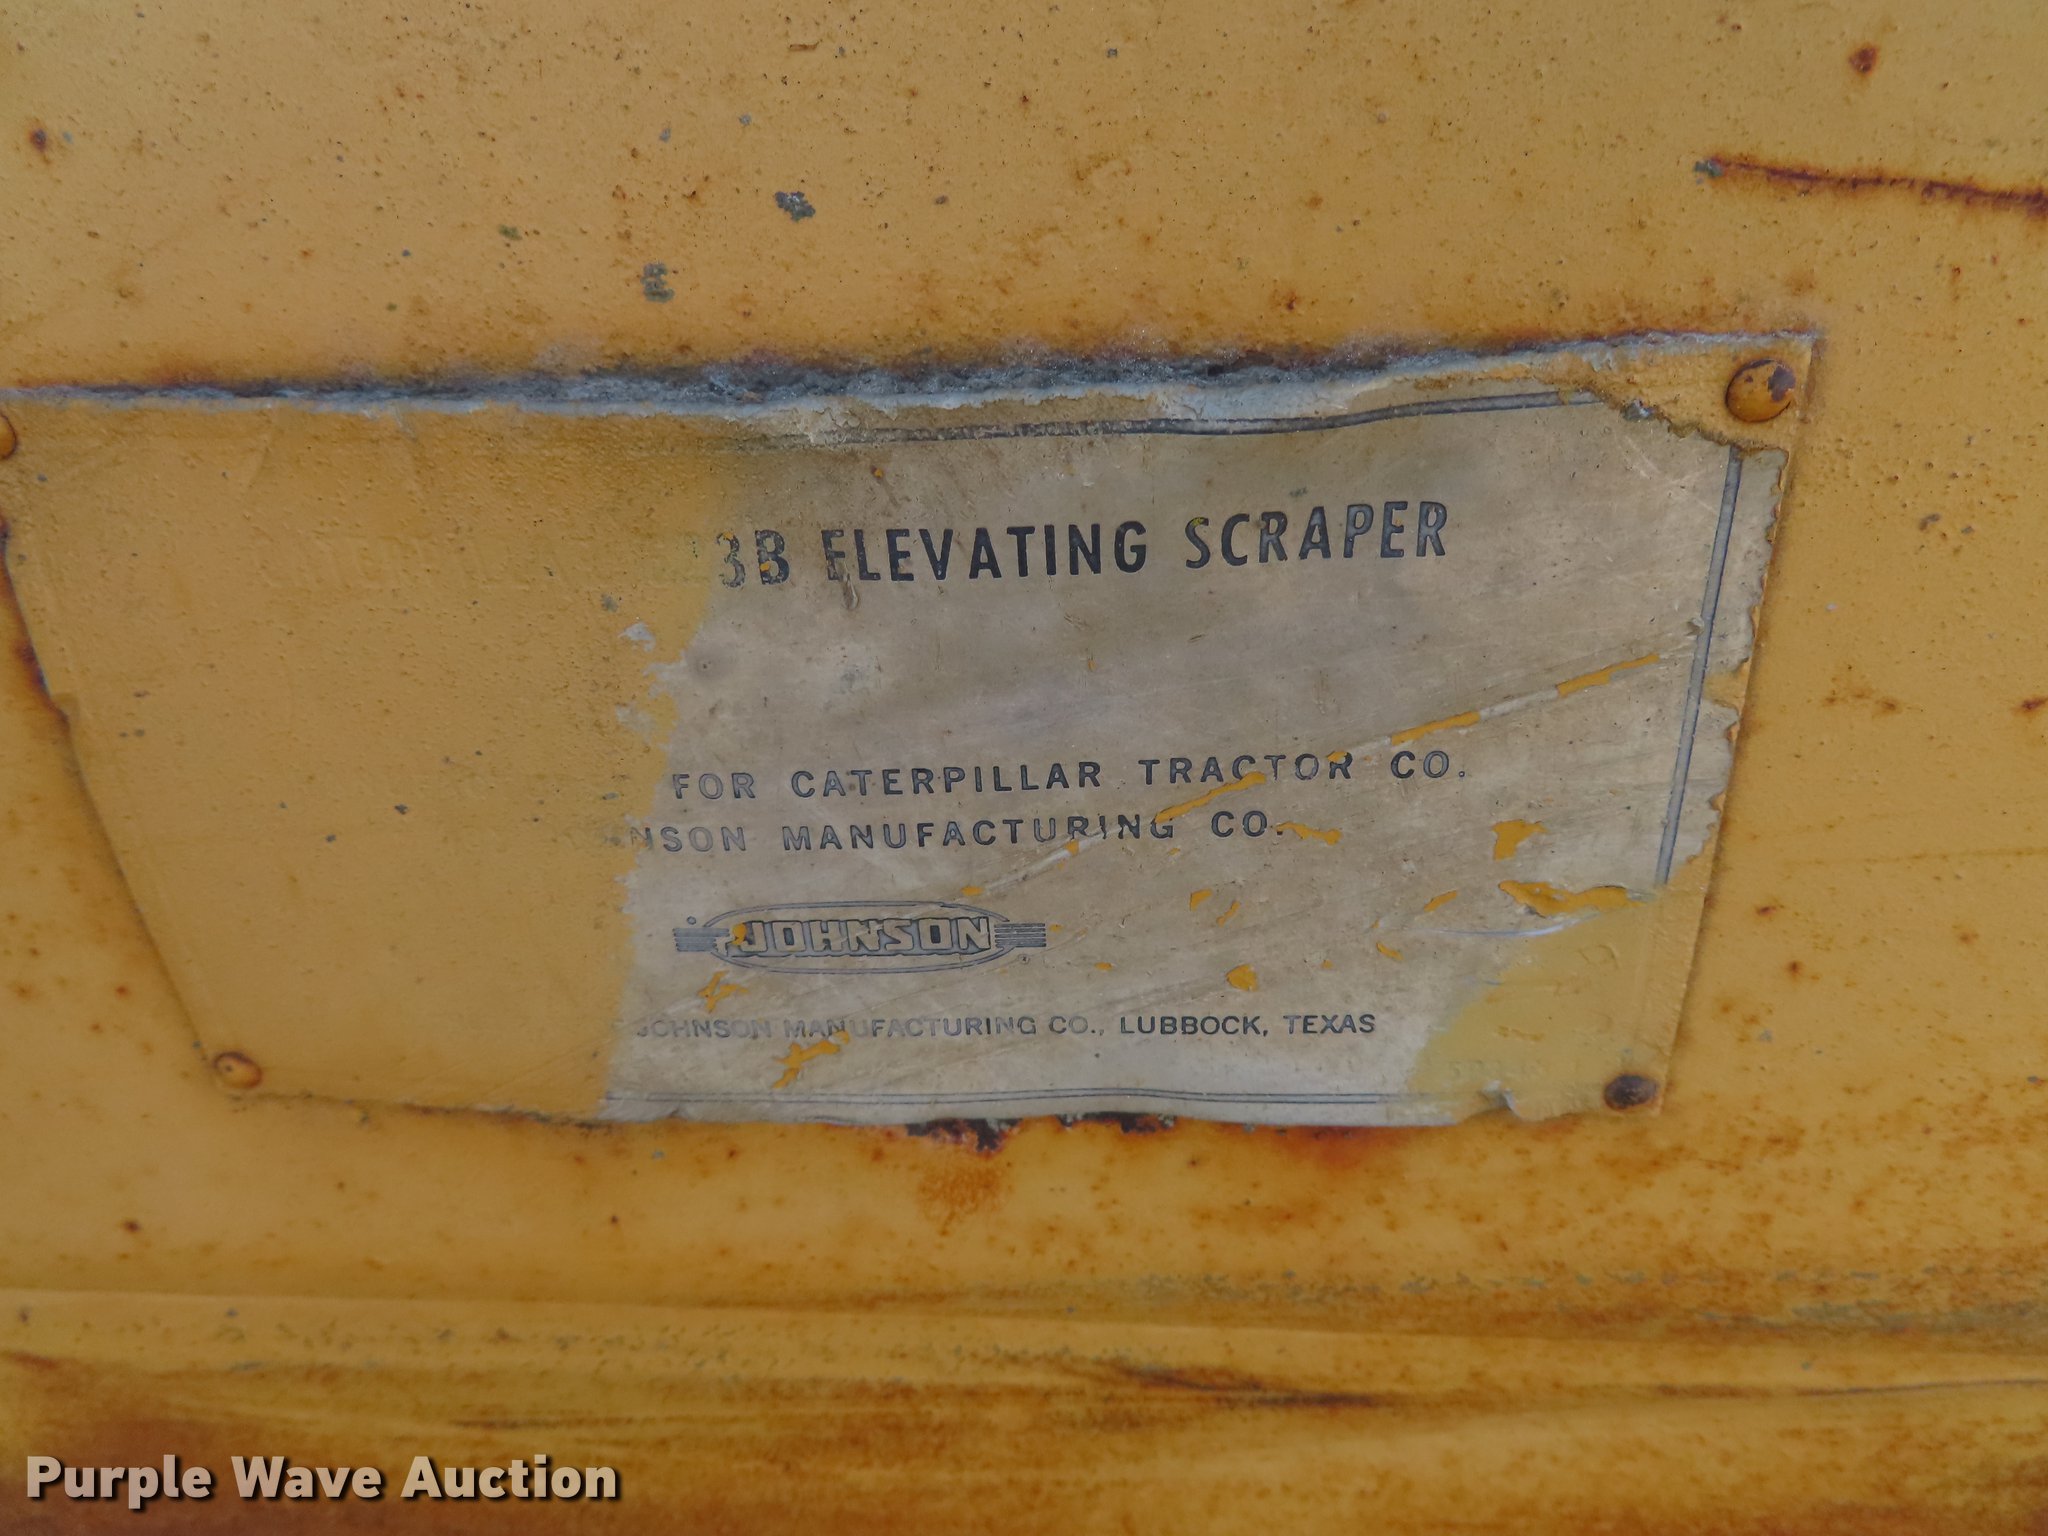 3B ELEVATING SCRAPER
FOR CATERPILLAR TRACTOR CO.
NSON MANUFACTURING CO.
JOHNSON
JOHNSON MANUFACTURING CO., LUBBOCK, TEXAS
Purple Wave Auction